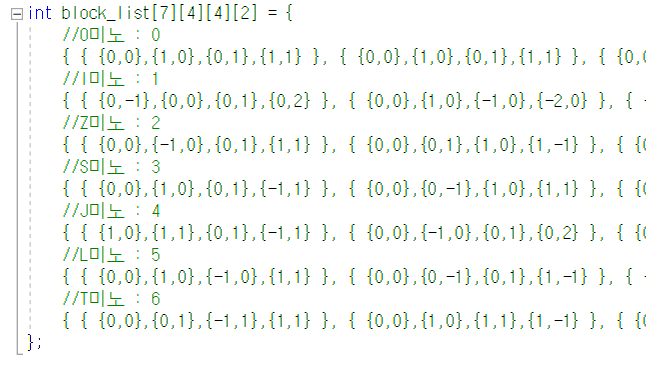 int block_list[7][4][4][2] = {
//O미노 : 0
{ { {0,0},{1,0},{0,1},{1,1} }, { {0,0},{1,0},{0,1},{1,1} }, { {0,0
//I미노 : 1
{ { {0,-1},{0,0},{0,1},{0,2} }, { {0,0},{1,0},{-1,0},{-2,0} }, { -
//Z미노 : 2
{ { {0,0},{-1,0},{0,1},{1,1} }, { {0,0},{0,1},{1,0},{1,-1} }, { {0
//S미노 : 3
{ { {0,0},{1,0},{0,1},{-1,1} }, { {0,0},{0,-1},{1,0},{1,1} }, { {0
//J미노 : 4
{ { {1,0},{1,1},{0,1},{-1,1} }, { {0,0},{-1,0},{0,1},{0,2} }, { {0
//L미노 : 5
{ { {0,0},{1,0},{-1,0},{1,1} }, { {0,0},{0,-1},{0,1},{1,-1} }, { -
//T미노 : 6
{ { {0,0},{0,1},{-1,1},{1,1} }, { {0,0},{1,0},{1,1},{1,-1} }, { {0
};